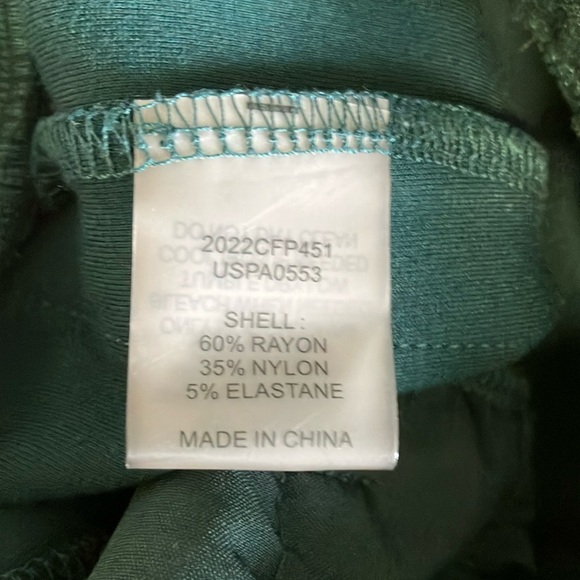 2022CFP451
USPA0553
SHELL :
60% RAYON
35% NYLON
5% ELASTANE
MADE IN CHINA